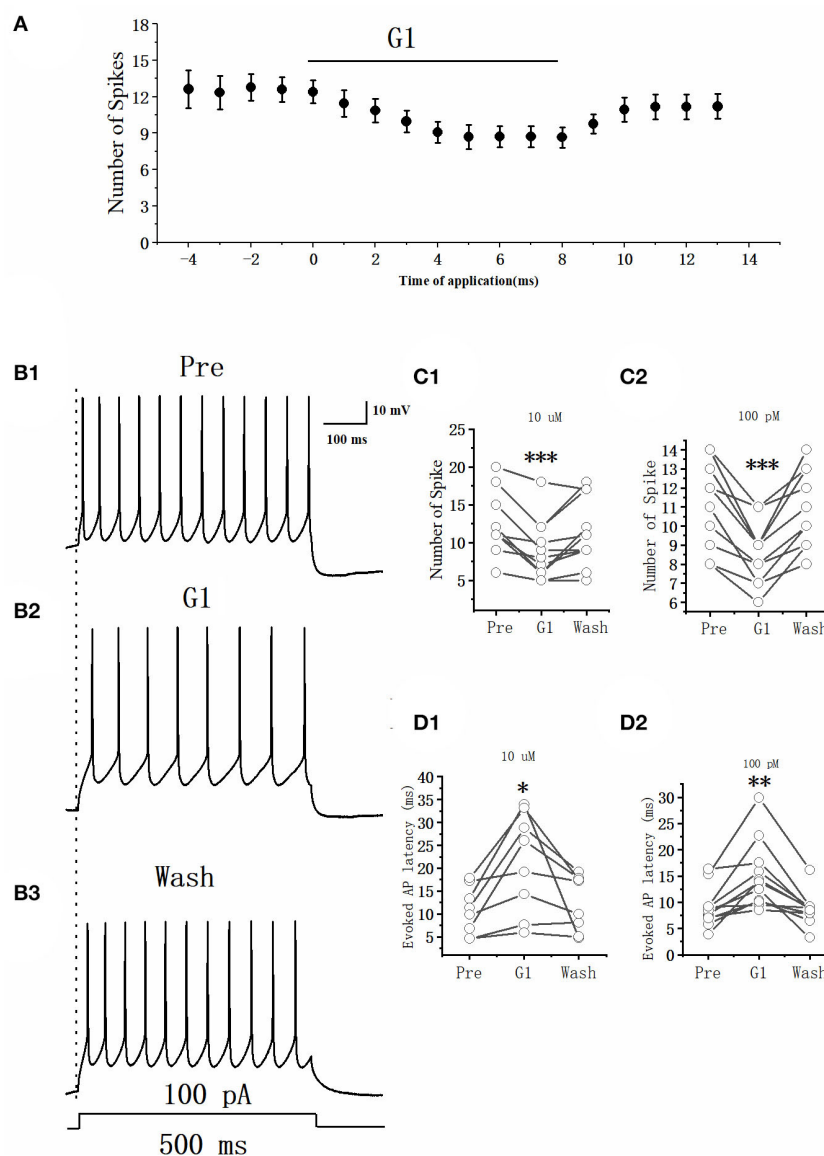 A
G1
Number of Spikes
18
15
12
9
6
3
0
-4 -2 0 2 4 6 8 10 12 14
Time of application(ms)
B1
Pre
10 mV
100 ms
B2
G1
B3
Wash
100 pA
500 ms
C1
10 uM
***
Number of Spike
25
20
15
10
5
Pre G1 Wash
C2
100 pM
***
Number of Spike
14
13
12
11
10
9
8
7
6
Pre G1 Wash
D1
10 uM
*
Evoked AP latency (ms)
40
35
30
25
20
15
10
5
Pre G1 Wash
D2
100 pM
**
Evoked AP latency (ms)
30
25
20
15
10
5
0
Pre G1 Wash